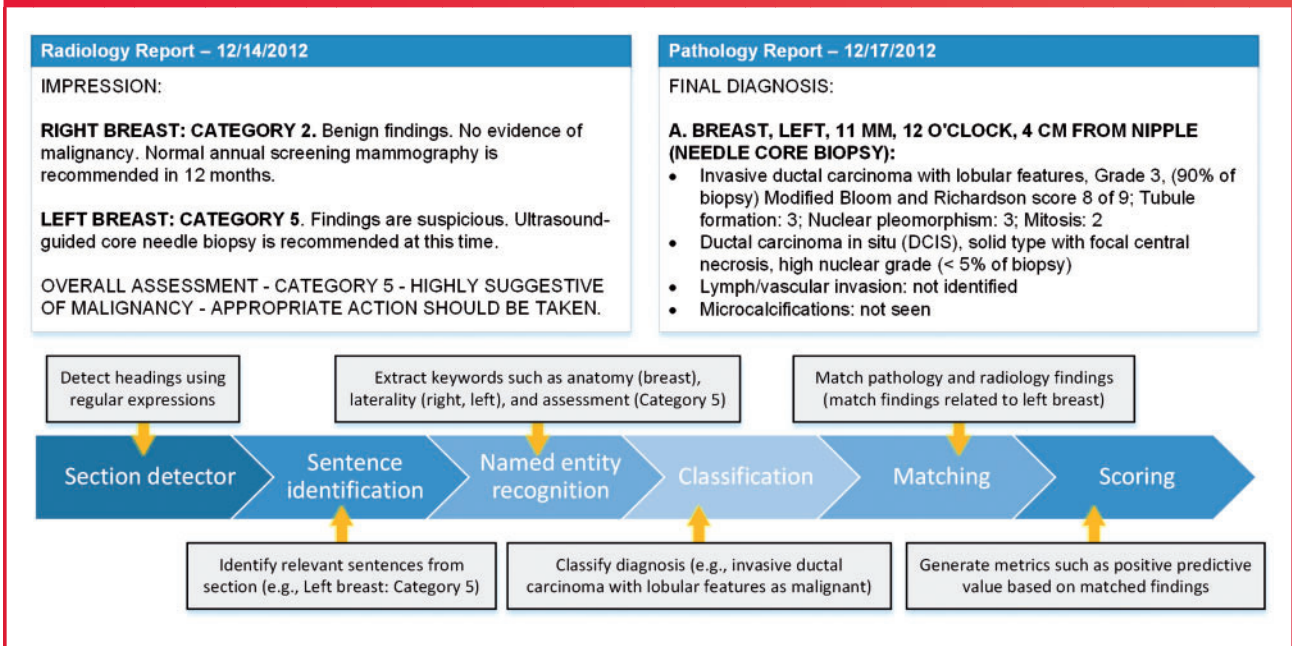 Radiology Report – 12/14/2012
IMPRESSION:
RIGHT BREAST: CATEGORY 2. Benign findings. No evidence of
malignancy. Normal annual screening mammography is
recommended in 12 months.
LEFT BREAST: CATEGORY 5. Findings are suspicious. Ultrasound-
guided core needle biopsy is recommended at this time.
OVERALL ASSESSMENT - CATEGORY 5 - HIGHLY SUGGESTIVE
OF MALIGNANCY - APPROPRIATE ACTION SHOULD BE TAKEN.
Pathology Report – 12/17/2012
FINAL DIAGNOSIS:
A. BREAST, LEFT, 11 MM, 12 O'CLOCK, 4 CM FROM NIPPLE
(NEEDLE CORE BIOPSY):
• Invasive ductal carcinoma with lobular features, Grade 3, (90% of
biopsy) Modified Bloom and Richardson score 8 of 9; Tubule
formation: 3; Nuclear pleomorphism: 3; Mitosis: 2
• Ductal carcinoma in situ (DCIS), solid type with focal central
necrosis, high nuclear grade (< 5% of biopsy)
• Lymph/vascular invasion: not identified
• Microcalcifications: not seen
Detect headings using
regular expressions
Extract keywords such as anatomy (breast),
laterality (right, left), and assessment (Category 5)
Match pathology and radiology findings
(match findings related to left breast)
Section detector
Sentence
identification
Named entity
recognition
Classification
Matching
Scoring
Identify relevant sentences from
section (e.g., Left breast: Category 5)
Classify diagnosis (e.g., invasive ductal
carcinoma with lobular features as malignant)
Generate metrics such as positive predictive
value based on matched findings